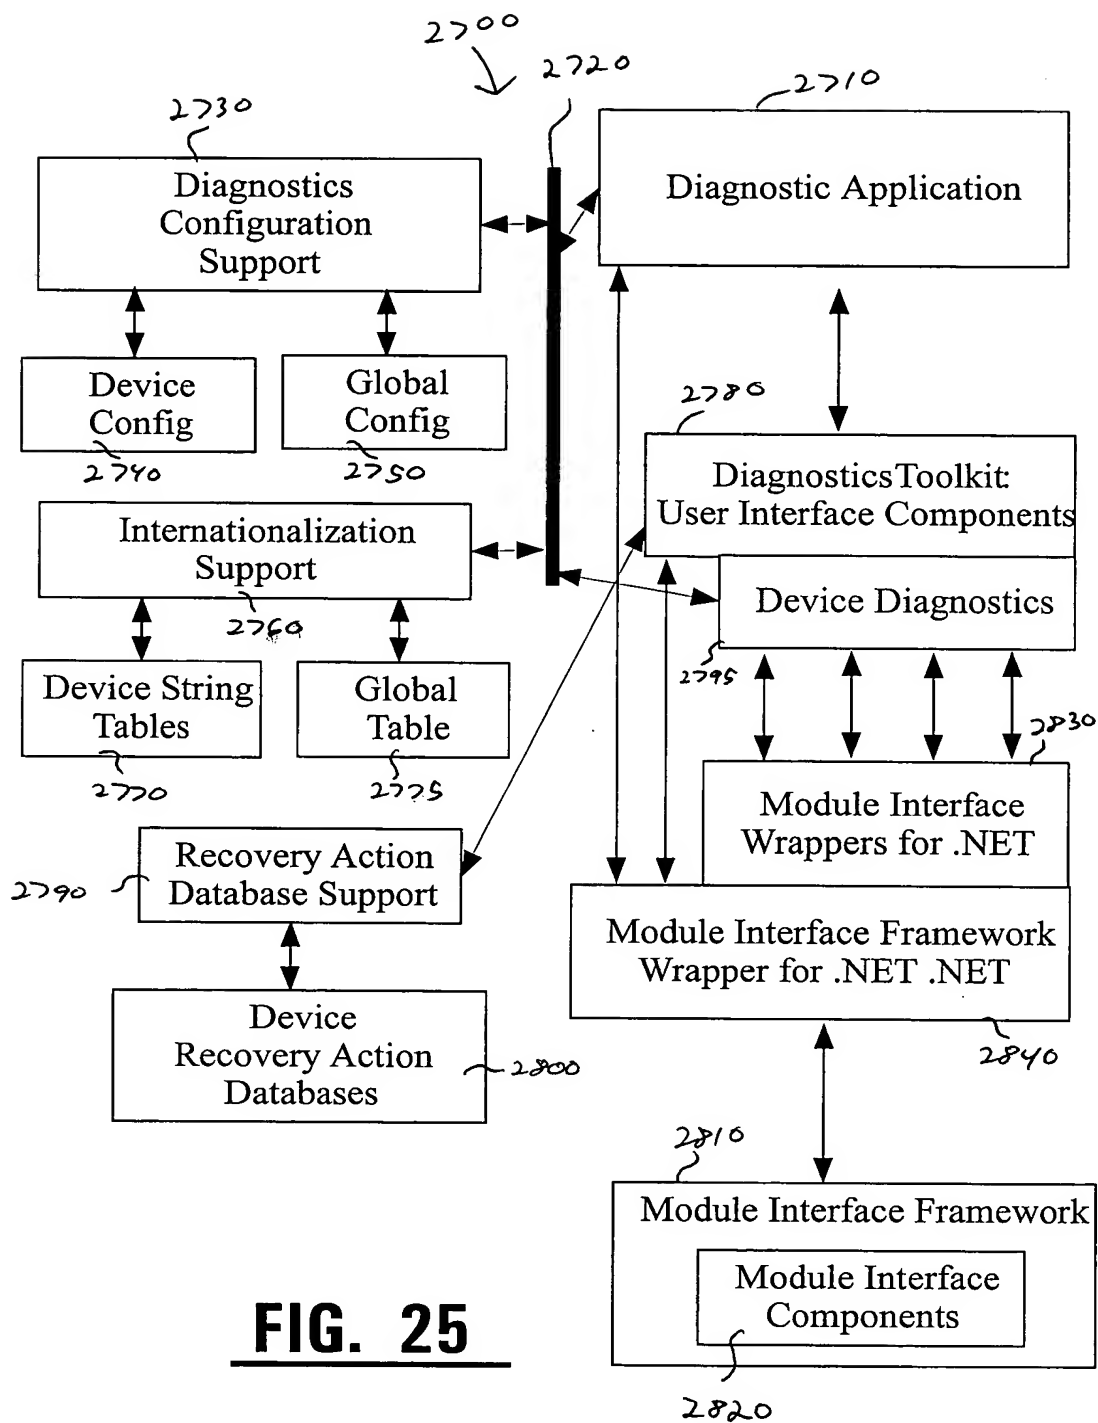 2700
2720
2710
2730
Diagnostics
Configuration
Support
Diagnostic Application
Device
Config
2740
Global
Config
2750
2780
DiagnosticsToolkit:
User Interface Components
Internationalization
Support
2760
Device Diagnostics
2795
Device String
Tables
2770
Global
Table
2775
2830
Module Interface
Wrappers for .NET
2790
Recovery Action
Database Support
Module Interface Framework
Wrapper for .NET .NET
2840
Device
Recovery Action
Databases
2800
2810
Module Interface Framework
Module Interface
Components
2820
FIG. 25